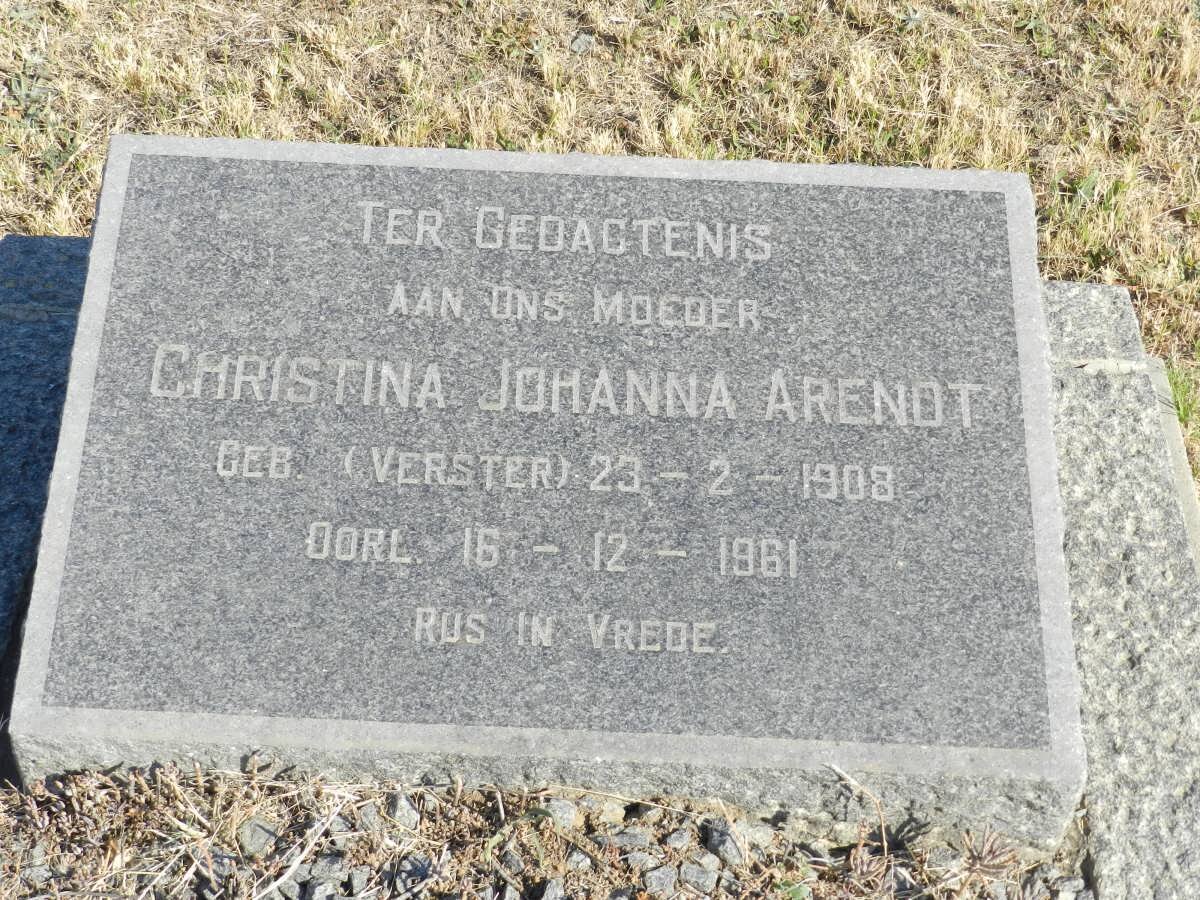 TER GEDACTENIS
AAN ONS MOEDER
CHRISTINA JOHANNA ARENDT
GEB. (VERSTER) 23 - 2 - 1908
OORL. 16 - 12 - 1961
RUS IN VREDE.